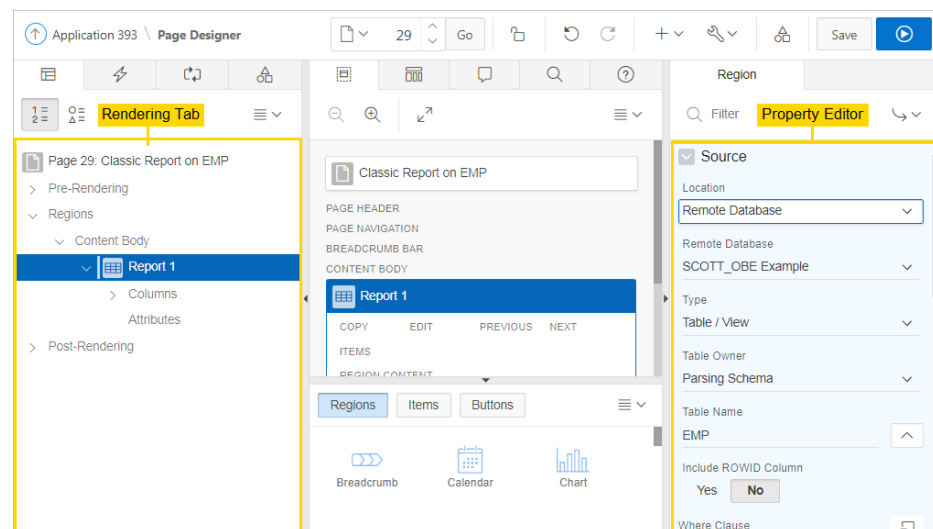 Application 393 \ Page Designer
29
Go
Save
Region
1 =
2 =
Rendering Tab
Filter
Property Editor
Page 29: Classic Report on EMP
Pre-Rendering
Regions
Content Body
Report 1
Columns
Attributes
Post-Rendering
Classic Report on EMP
PAGE HEADER
PAGE NAVIGATION
BREADCRUMB BAR
CONTENT BODY
Report 1
COPY EDIT PREVIOUS NEXT
ITEMS
REGION CONTENT
Regions Items Buttons
Breadcrumb Calendar Chart
Source
Location
Remote Database
Remote Database
SCOTT_OBE Example
Type
Table / View
Table Owner
Parsing Schema
Table Name
EMP
Include ROWID Column
Yes No
Where Clause